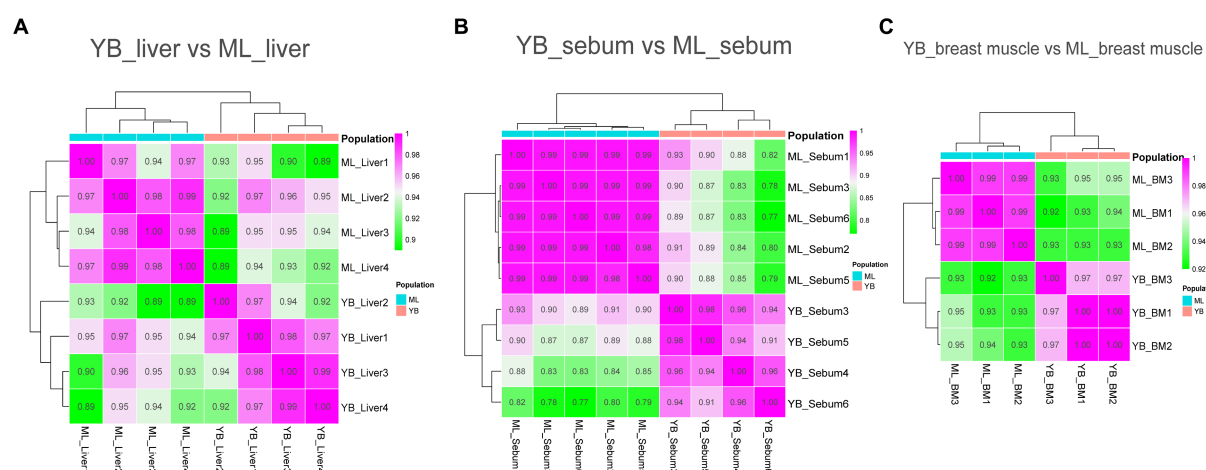 A
YB_liver vs ML_liver
Population
1.00 0.97 0.94 0.97 0.93 0.95 0.90 0.89 ML_Liver1
0.97 1.00 0.98 0.99 0.92 0.97 0.96 0.95 ML_Liver2
0.94 0.98 1.00 0.98 0.89 0.95 0.95 0.94 ML_Liver3
0.97 0.99 0.98 1.00 0.89 0.94 0.93 0.92 ML_Liver4
0.93 0.92 0.89 0.89 1.00 0.97 0.94 0.92 YB_Liver2
0.95 0.97 0.95 0.94 0.97 1.00 0.98 0.97 YB_Liver1
0.90 0.96 0.95 0.93 0.94 0.98 1.00 0.99 YB_Liver3
0.89 0.95 0.94 0.92 0.92 0.97 0.99 1.00 YB_Liver4
1
0.98
0.96
0.94
0.92
0.9
Population
ML
YB
B
YB_sebum vs ML_sebum
Population
1.00 0.99 0.99 0.99 0.99 0.93 0.90 0.88 0.82 ML_Sebum1
0.99 1.00 0.99 0.99 0.99 0.90 0.87 0.83 0.78 ML_Sebum3
0.99 0.99 1.00 0.99 0.99 0.89 0.87 0.83 0.77 ML_Sebum6
0.99 0.99 0.99 1.00 0.98 0.91 0.89 0.84 0.80 ML_Sebum2
0.99 0.99 0.99 0.98 1.00 0.90 0.88 0.85 0.79 ML_Sebum5
0.93 0.90 0.89 0.91 0.90 1.00 0.98 0.96 0.94 YB_Sebum3
0.90 0.87 0.87 0.89 0.88 0.98 1.00 0.94 0.91 YB_Sebum5
0.88 0.83 0.83 0.84 0.85 0.96 0.94 1.00 0.96 YB_Sebum4
0.82 0.78 0.77 0.80 0.79 0.94 0.91 0.96 1.00 YB_Sebum6
ML_Sebum ML_Sebum ML_Sebum ML_Sebum ML_Sebum
1
0.95
0.9
0.85
0.8
Population
ML
YB
C
YB_breast muscle vs ML_breast muscle
Population
1.00 0.99 0.99 0.93 0.95 0.95 ML_BM3
0.99 1.00 0.99 0.92 0.93 0.94 ML_BM1
0.99 0.99 1.00 0.93 0.93 0.93 ML_BM2
0.93 0.92 0.93 1.00 0.97 0.97 YB_BM3
0.95 0.93 0.93 0.97 1.00 1.00 YB_BM1
0.95 0.94 0.93 0.97 1.00 1.00 YB_BM2
ML_BM3 ML_BM1 ML_BM2 YB_BM3 YB_BM1 YB_BM2
1
0.98
0.96
0.94
0.92
Popula
ML
YB